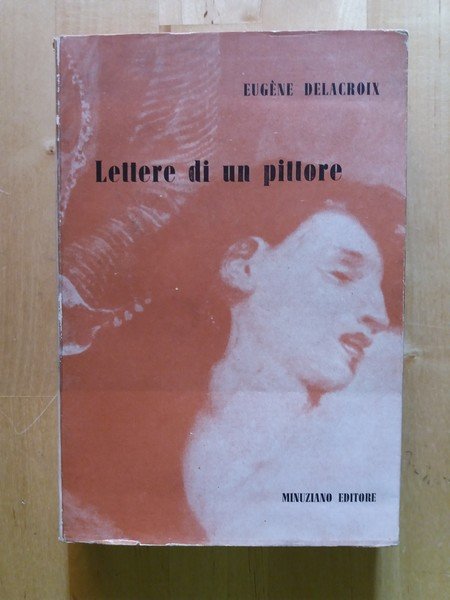 EUGÈNE DELACROIX
Lettere di un pittore
MINUZIANO EDITORE